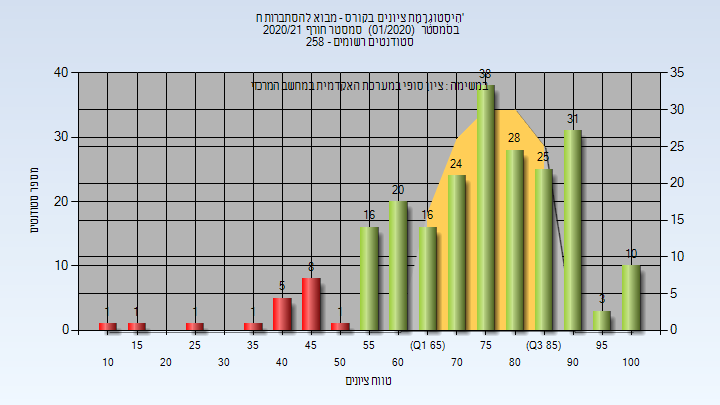 היסטוגרמת ציונים בקורס - מבוא להסתברות ח'
בסמסטר (01/2020) סמסטר חורף 2020/21
סטודנטים רשומים - 258
במשימה : ציון סופי במערכת האקדמית במחשב המרכזי
מספר סטודנטים
40
30
20
10
0
35
30
25
20
15
10
5
0
1 1 1 1 5 8 1 16 20 16 24 38 28 25 31 3 10
15 25 35 45 55 (Q1 65) 75 (Q3 85) 95
10 20 30 40 50 60 70 80 90 100
טווח ציונים